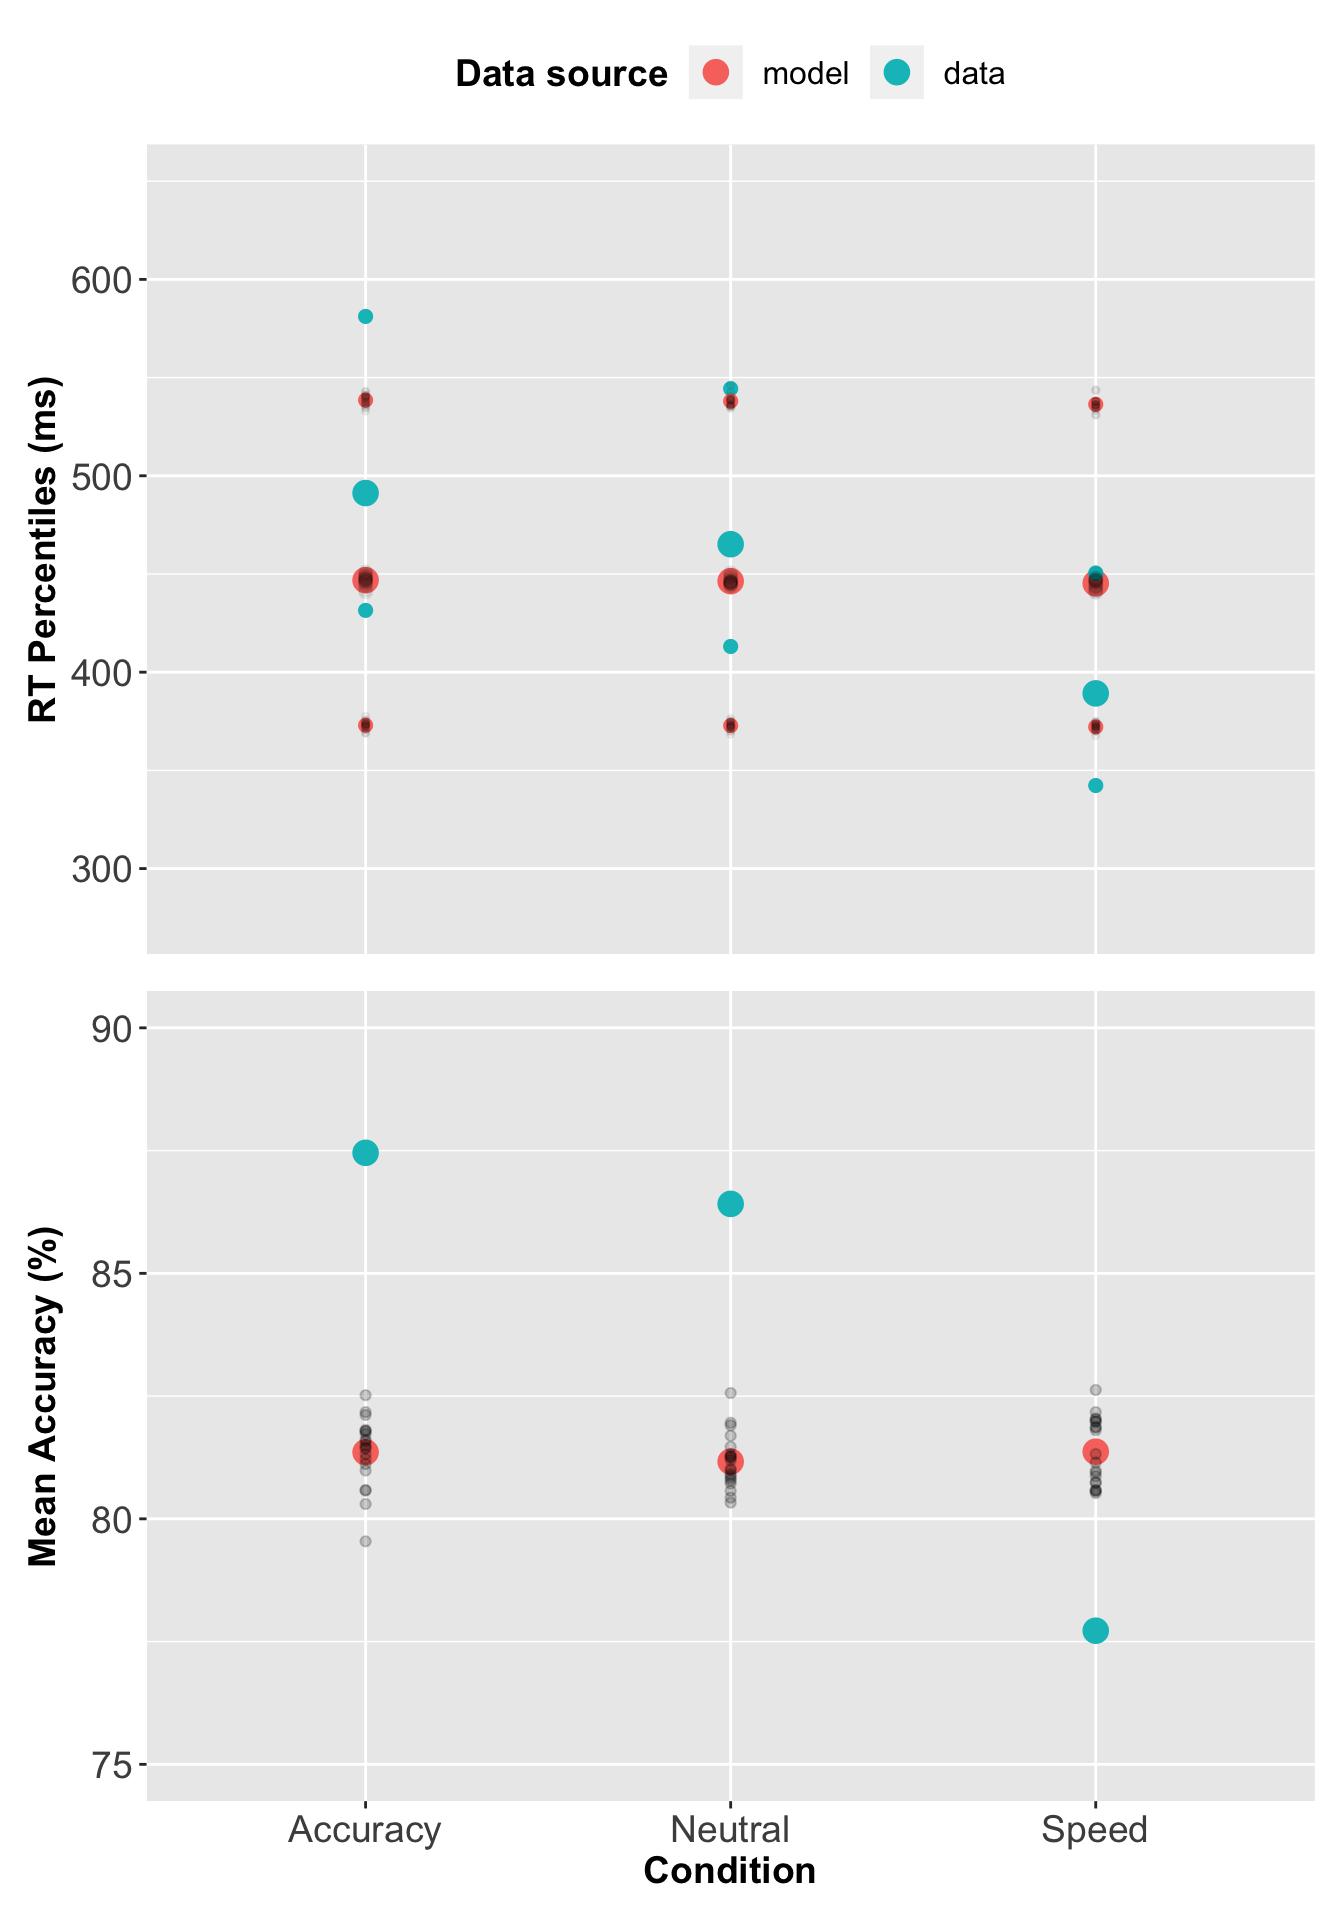 Data source model data
RT Percentiles (ms)
600
500
400
300
Mean Accuracy (%)
90
85
80
75
Accuracy Neutral Speed
Condition